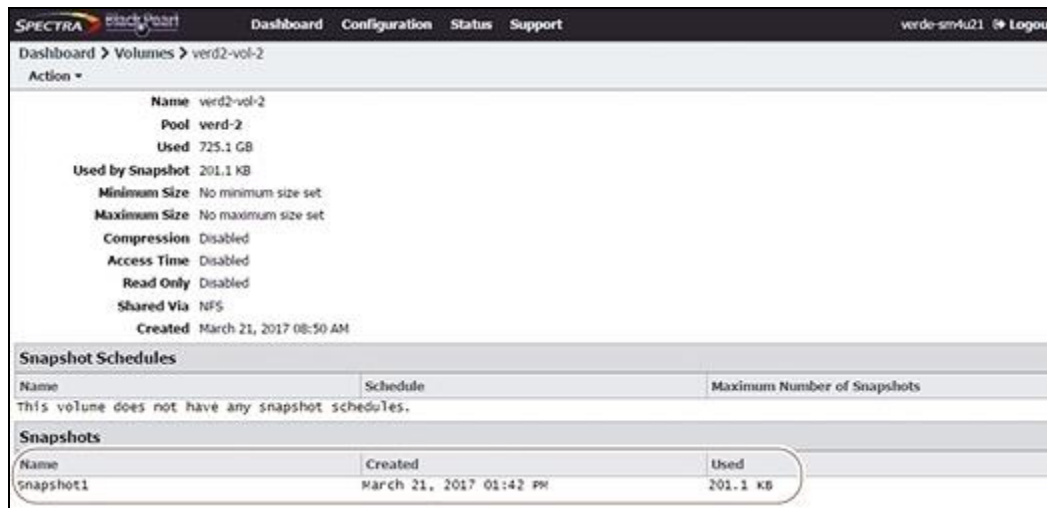 SPECTRA BlackPearl Dashboard Configuration Status Support verde-sm4u21 Logou
Dashboard > Volumes > verd2-vol-2
Action
Name verd2-vol-2
Pool verd-2
Used 725.1 GB
Used by Snapshot 201.1 KB
Minimum Size No minimum size set
Maximum Size No maximum size set
Compression Disabled
Access Time Disabled
Read Only Disabled
Shared Via NFS
Created March 21, 2017 08:50 AM
Snapshot Schedules
Name Schedule Maximum Number of Snapshots
This volume does not have any snapshot schedules.
Snapshots
Name Created Used
Snapshot1 March 21, 2017 01:42 PM 201.1 KB